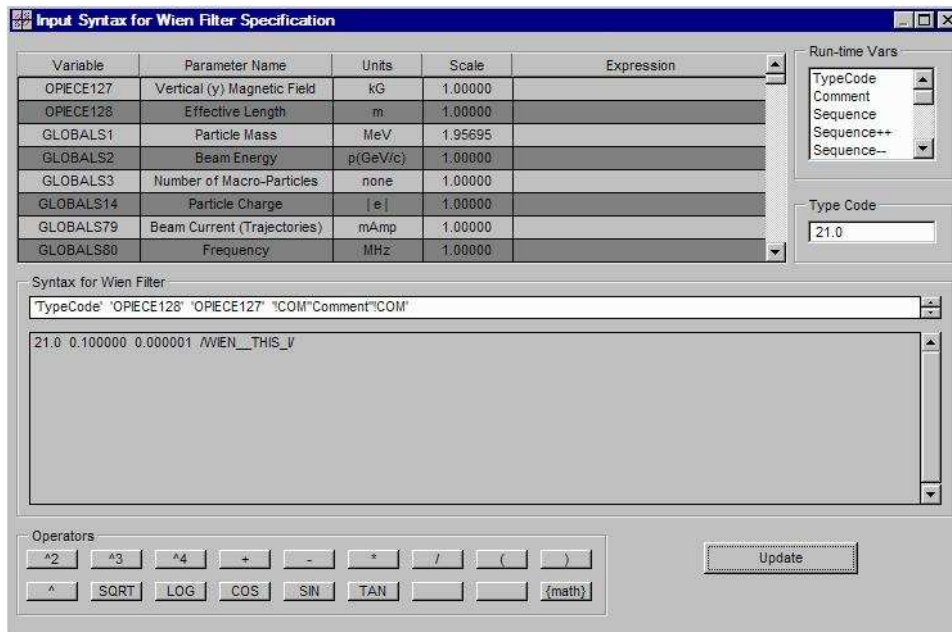 Input Syntax for Wien Filter Specification
Variable Parameter Name Units Scale Expression
OPIECE127 Vertical (y) Magnetic Field kG 1.00000
OPIECE128 Effective Length m 1.00000
GLOBALS1 Particle Mass MeV 1.95695
GLOBALS2 Beam Energy p(GeV/c) 1.00000
GLOBALS3 Number of Macro-Particles none 1.00000
GLOBALS14 Particle Charge |e| 1.00000
GLOBALS79 Beam Current (Trajectories) mAmp 1.00000
GLOBALS80 Frequency MHz 1.00000
Run-time Vars
TypeCode
Comment
Sequence
Sequence++
Sequence--
Type Code
21.0
Syntax for Wien Filter
'TypeCode' 'OPIECE128' 'OPIECE127' '!COM''Comment''!COM'
21.0 0.100000 0.000001 /WIEN__THIS_I/
Operators
^2 ^3 ^4 + - * / ( )
^ SQRT LOG COS SIN TAN {math}
Update